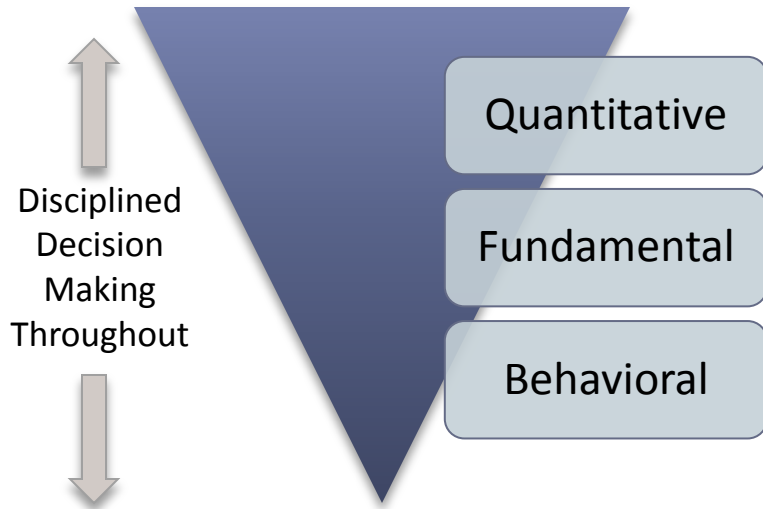 Disciplined
Decision
Making
Throughout
Quantitative
Fundamental
Behavioral